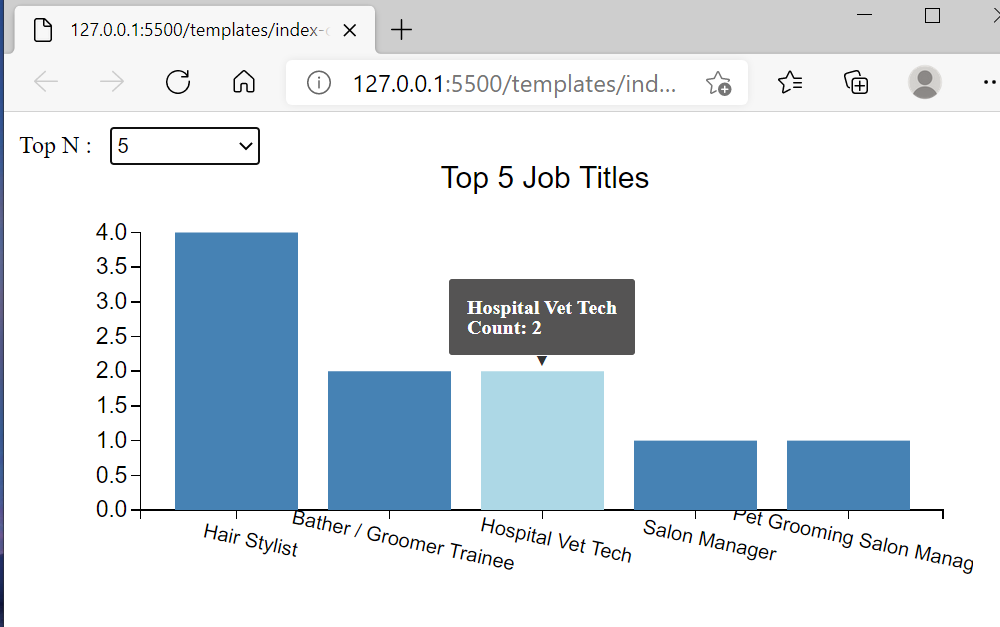 127.0.0.1:5500/templates/index-
127.0.0.1:5500/templates/ind...
Top N : 5
Top 5 Job Titles
4.0
3.5
3.0
2.5
2.0
1.5
1.0
0.5
0.0
Hospital Vet Tech
Count: 2
Hair Stylist
Bather / Groomer Trainee
Hospital Vet Tech
Salon Manager
Pet Grooming Salon Manag